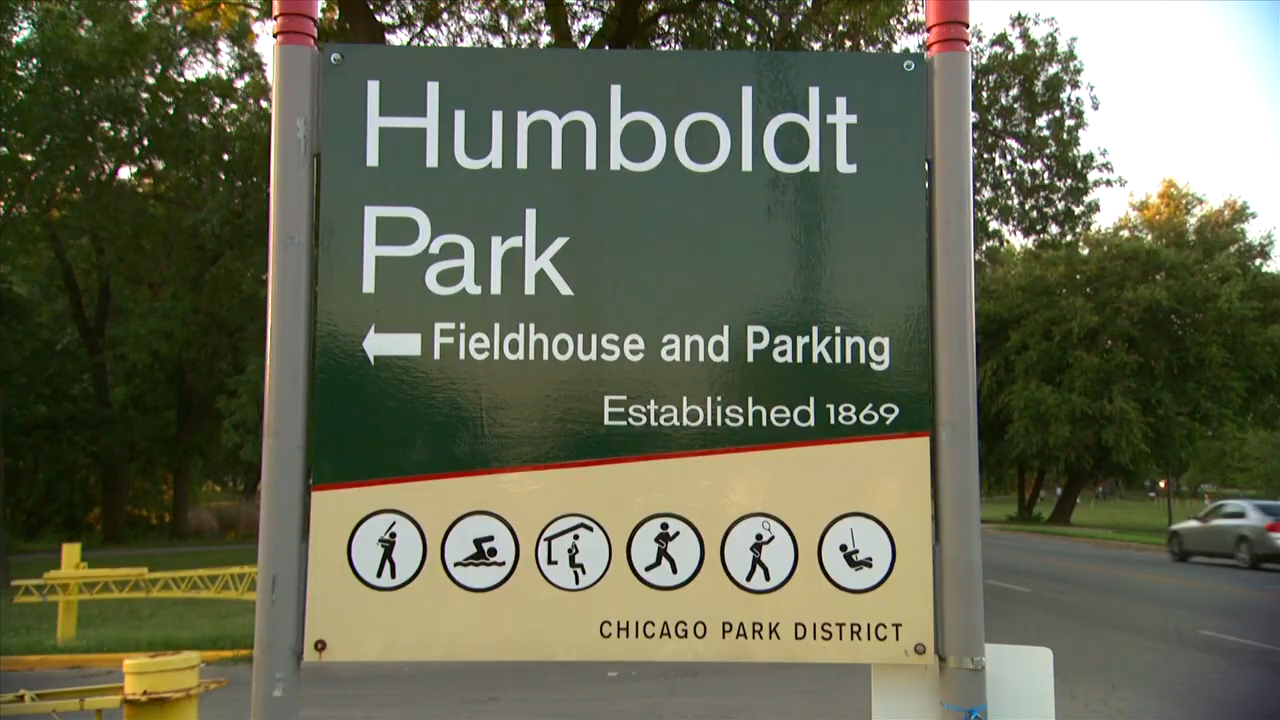 Humboldt
Park
Fieldhouse and Parking
Established 1869
CHICAGO PARK DISTRICT